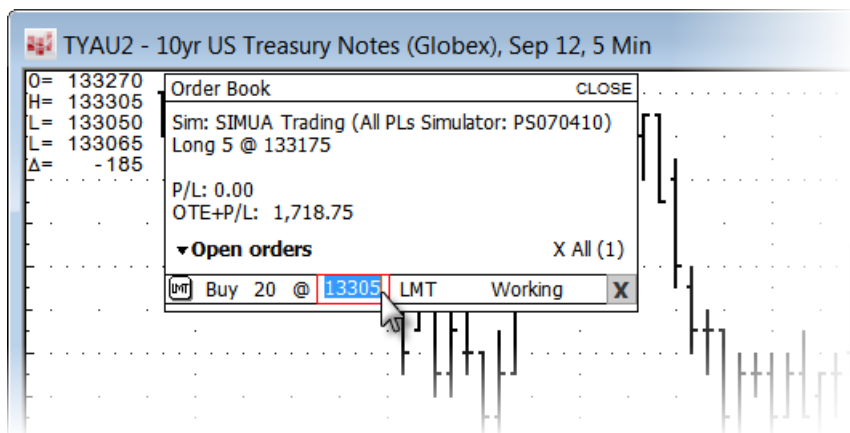 TYAU2 - 10yr US Treasury Notes (Globex), Sep 12, 5 Min
O= 133270
H= 133305
L= 133050
L= 133065
Δ= -185
Order Book CLOSE
Sim: SIMUA Trading (All PLs Simulator: PS070410)
Long 5 @ 133175
P/L: 0.00
OTE+P/L: 1,718.75
▾Open orders X All (1)
LMT Buy 20 @ 13305 LMT Working X